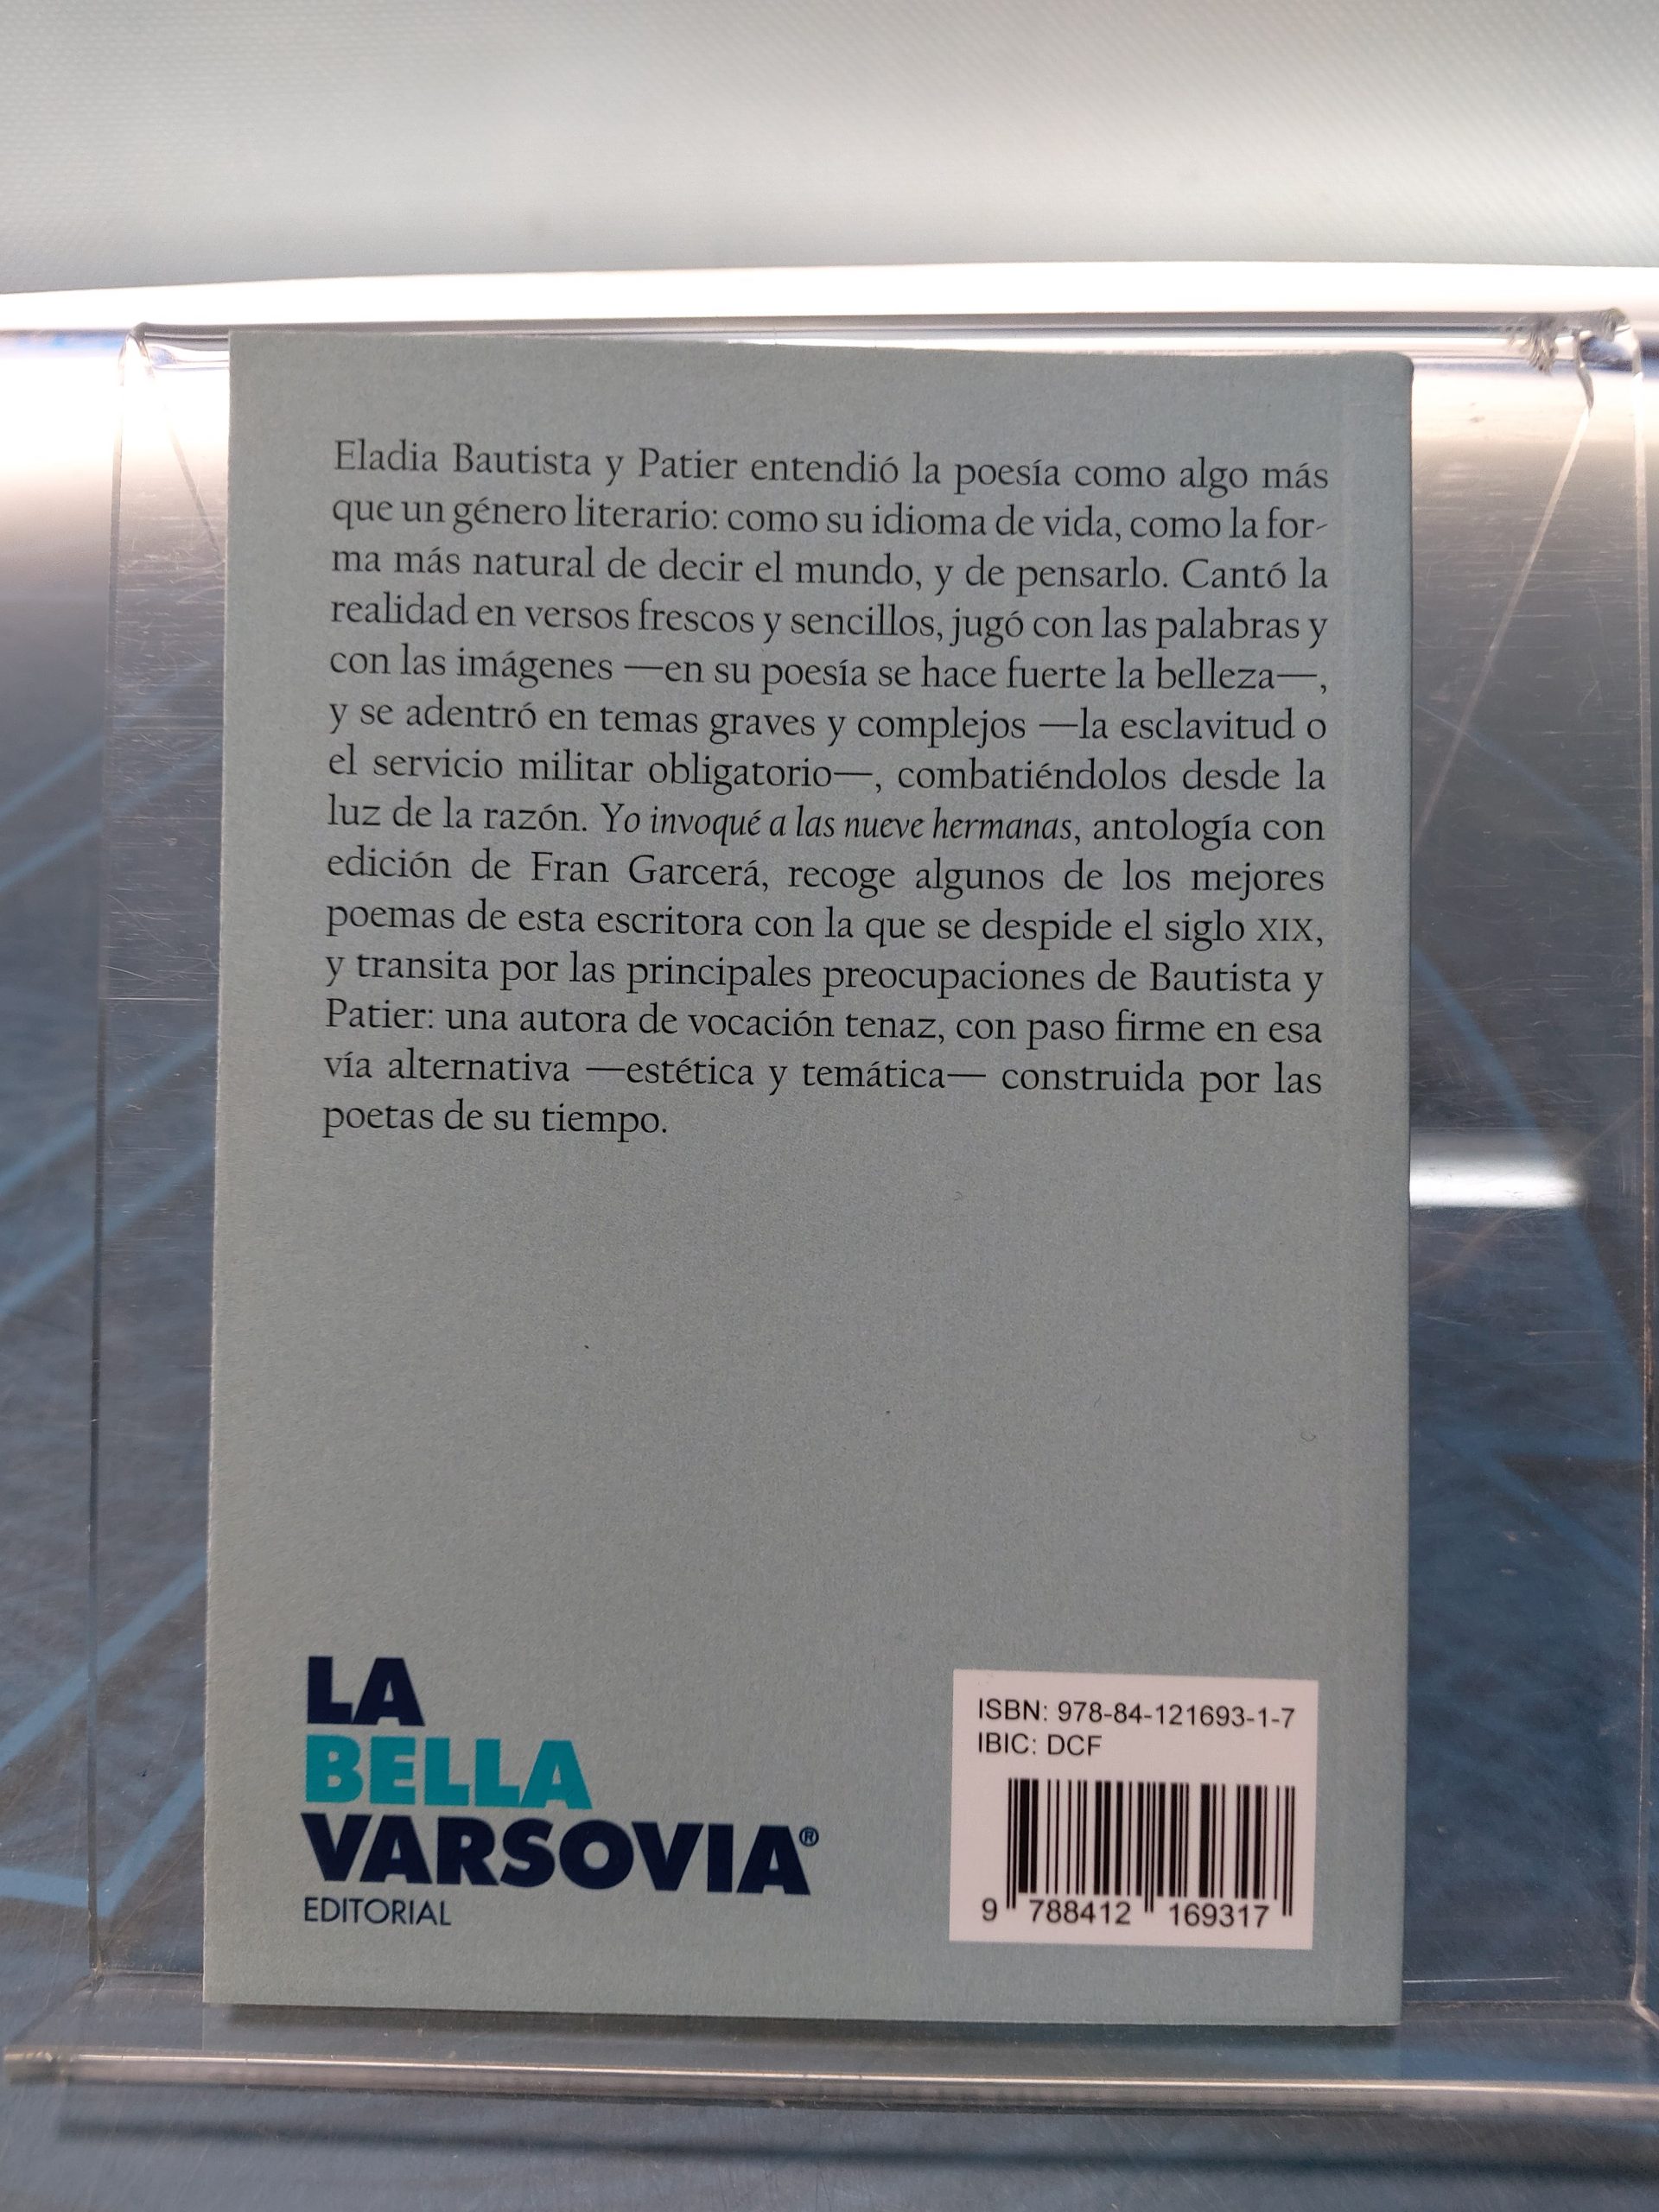 Eladia Bautista y Patier entendió la poesía como algo más
que un género literario: como su idioma de vida, como la for-
ma más natural de decir el mundo, y de pensarlo. Cantó la
realidad en versos frescos y sencillos, jugó con las palabras y
con las imágenes —en su poesía se hace fuerte la belleza—,
y se adentró en temas graves y complejos —la esclavitud o
el servicio militar obligatorio—, combatiéndolos desde la
luz de la razón. Yo invoqué a las nueve hermanas, antología con
edición de Fran Garcerá, recoge algunos de los mejores
poemas de esta escritora con la que se despide el siglo XIX,
y transita por las principales preocupaciones de Bautista y
Patier: una autora de vocación tenaz, con paso firme en esa
vía alternativa —estética y temática— construida por las
poetas de su tiempo.
LA
BELLA
VARSOVIA®
EDITORIAL
ISBN: 978-84-121693-1-7
IBIC: DCF
9 788412 169317